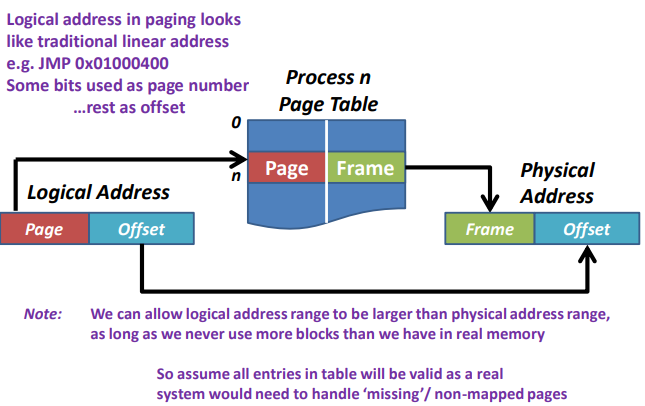 Logical address in paging looks
like traditional linear address
e.g. JMP 0x01000400
Some bits used as page number
...rest as offset
Process n
Page Table
0
n
Page Frame
Logical Address
Page Offset
Physical
Address
Frame Offset
Note: We can allow logical address range to be larger than physical address range,
as long as we never use more blocks than we have in real memory
So assume all entries in table will be valid as a real
system would need to handle ‘missing’/ non-mapped pages